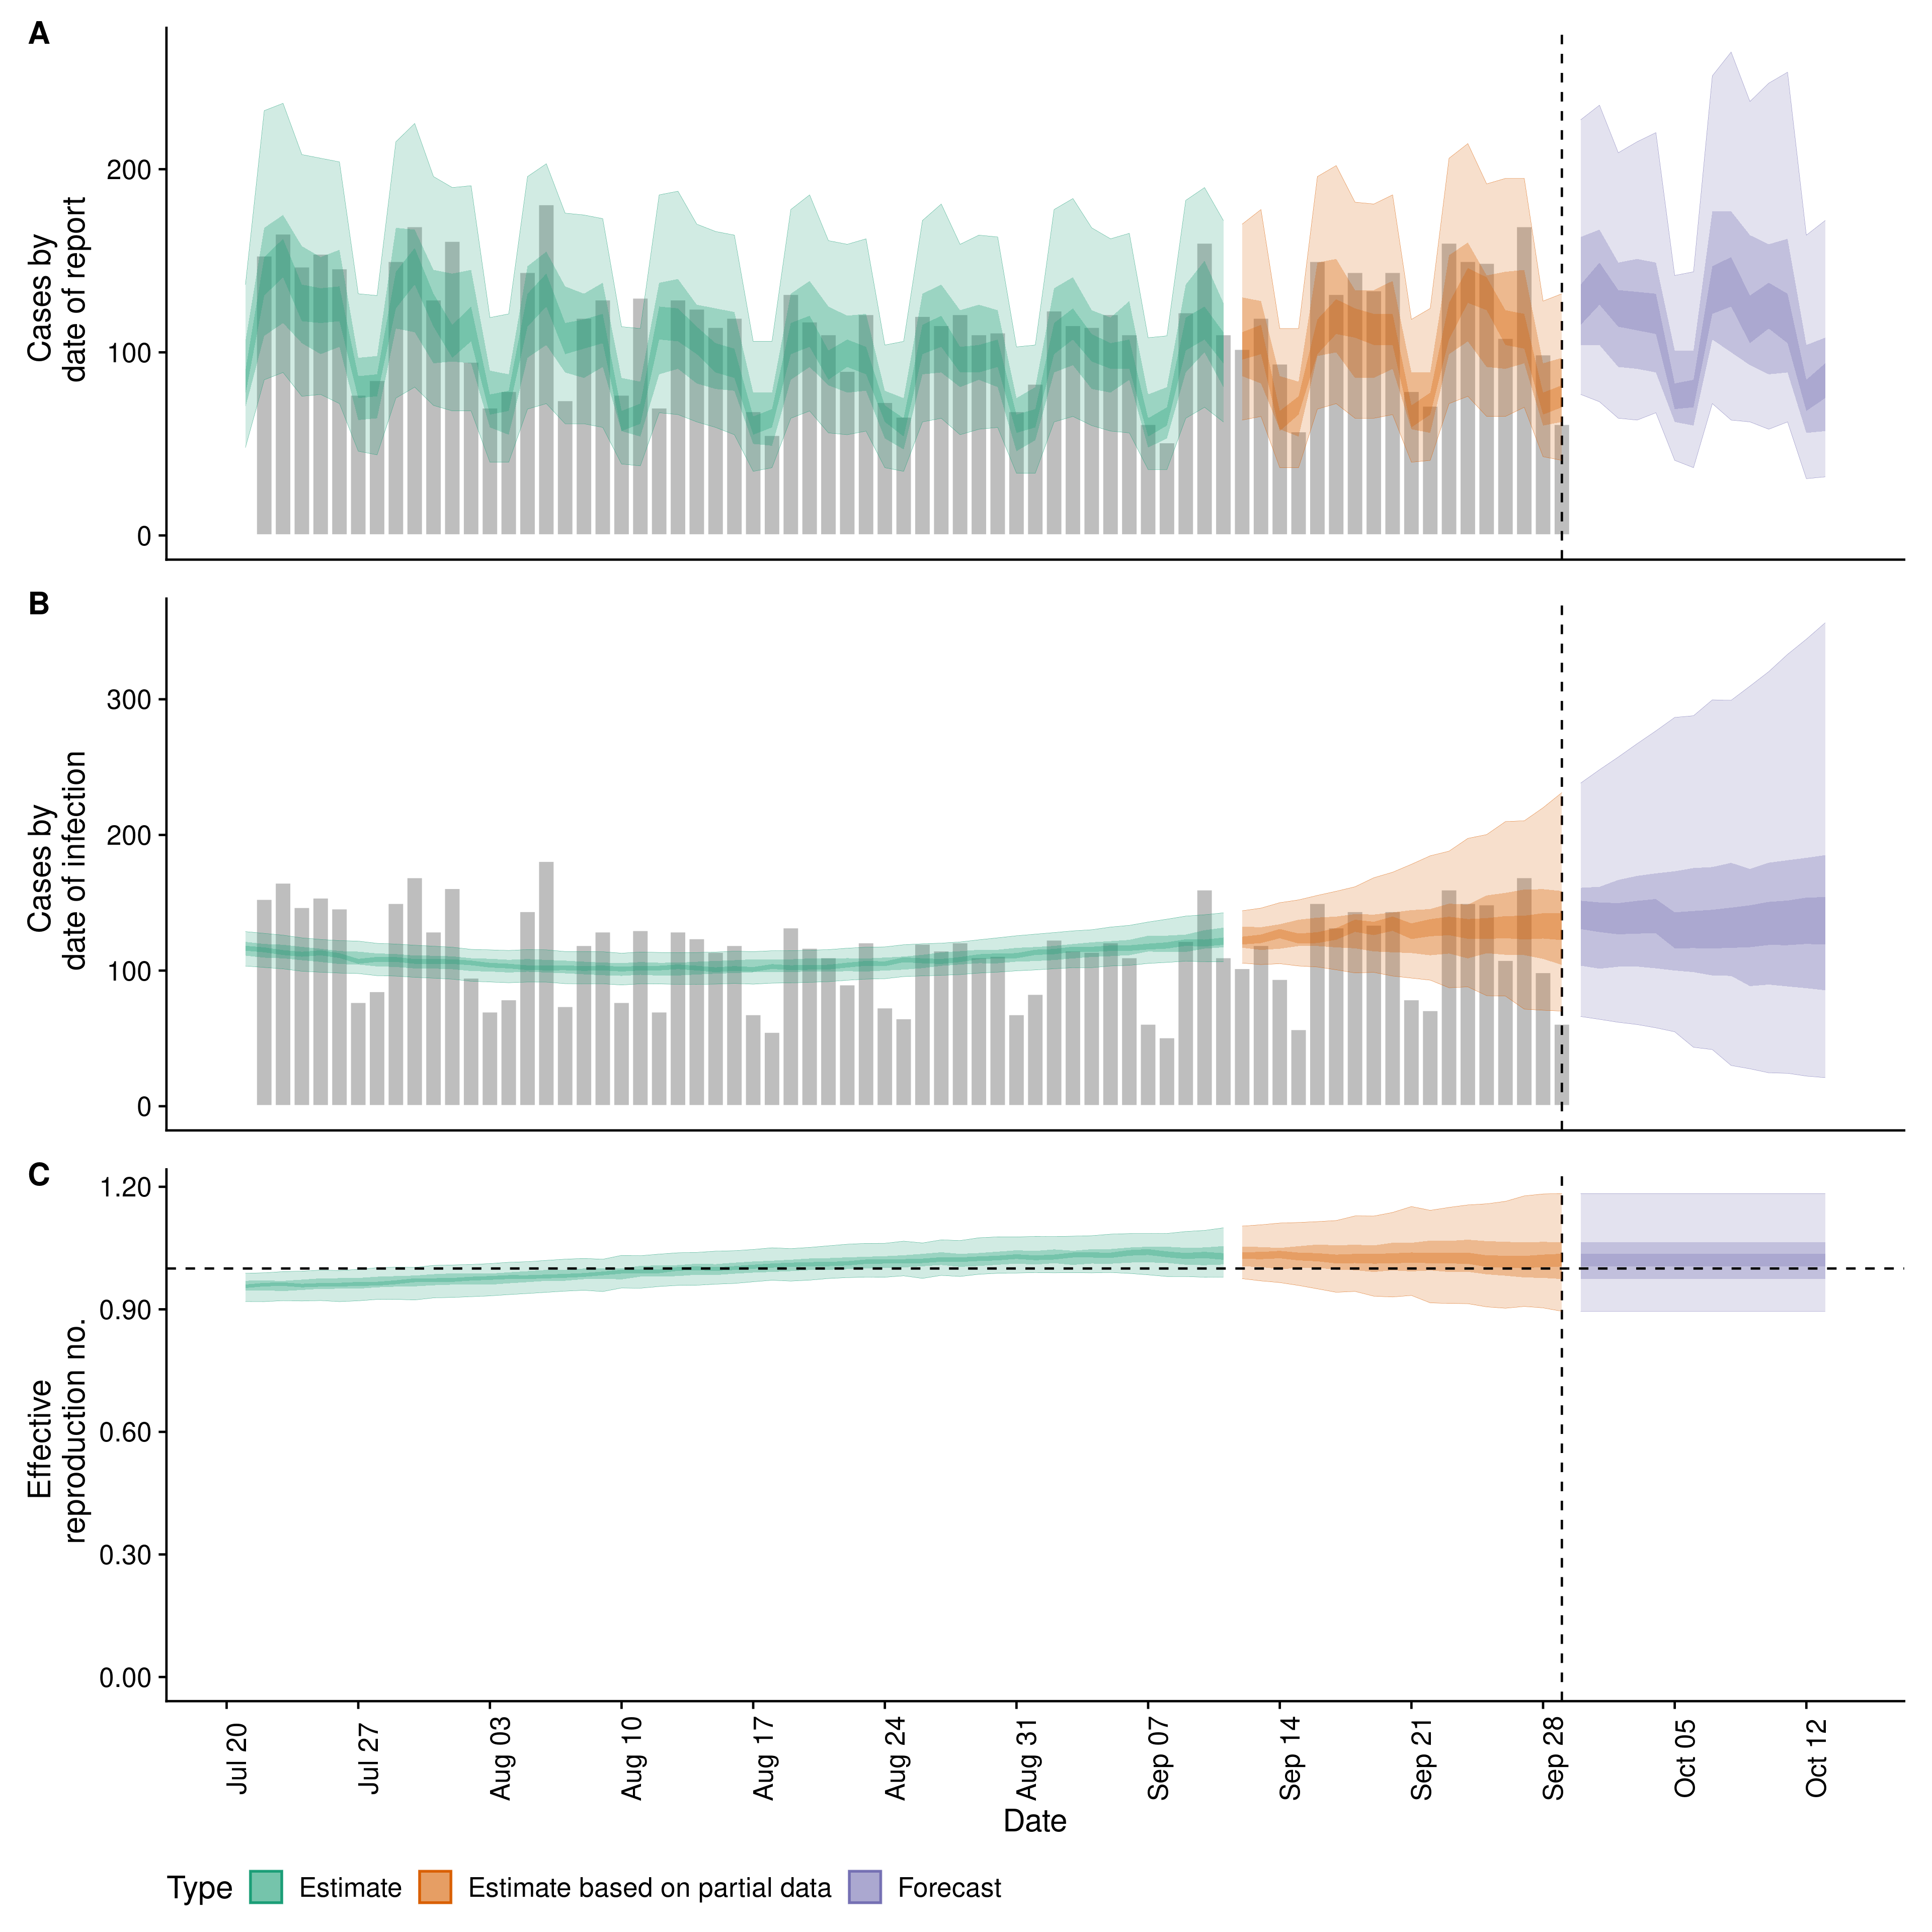 A
Cases by
date of report
200
100
0
B
Cases by
date of infection
300
200
100
0
C
Effective
reproduction no.
1.20
0.90
0.60
0.30
0.00
Jul 20
Jul 27
Aug 03
Aug 10
Aug 17
Aug 24
Aug 31
Sep 07
Sep 14
Sep 21
Sep 28
Oct 05
Oct 12
Date
Type Estimate Estimate based on partial data Forecast